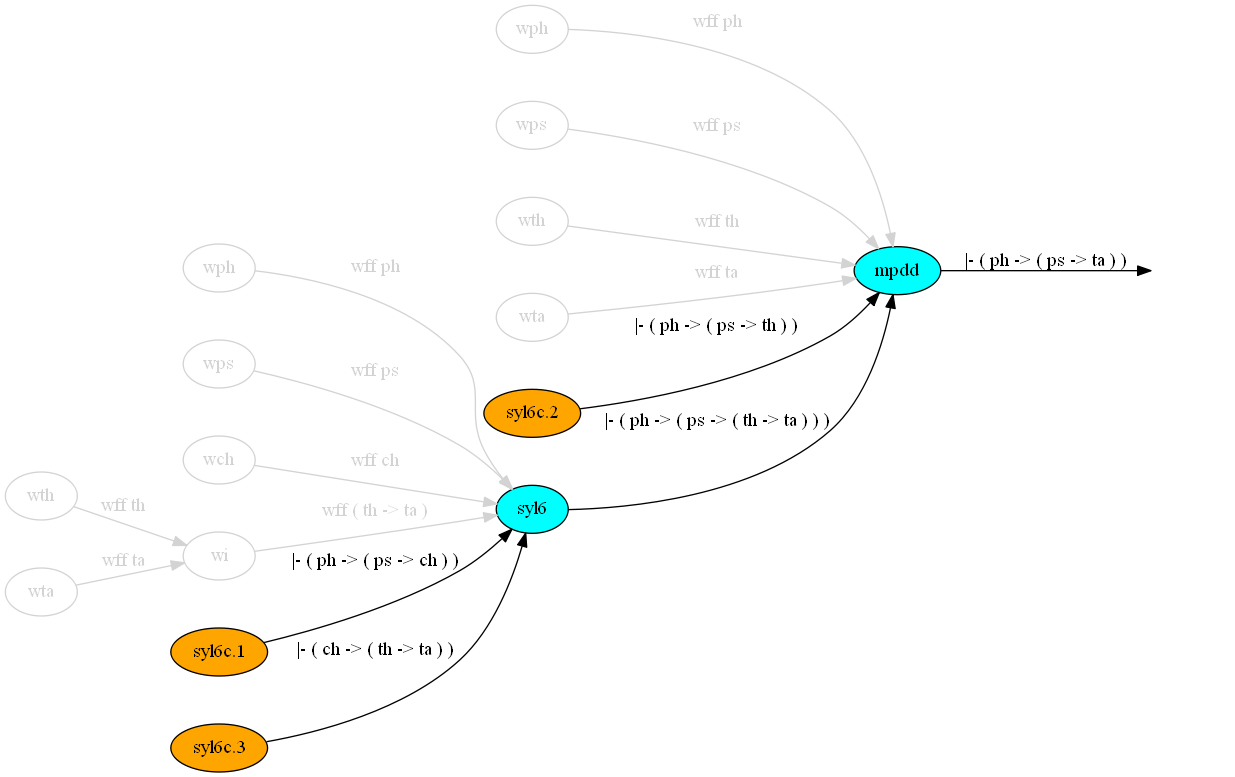 wph
wff ph
wps
wff ps
wth
wff th
wph
wff ph
mpdd
|- ( ph -> ( ps -> ta ) )
wff ta
wta
|- ( ph -> ( ps -> th ) )
wps
wff ps
syl6c.2
|- ( ph -> ( ps -> ( th -> ta ) ) )
wch
wff ch
wth
wff th
wff ( th -> ta )
syl6
wi
wff ta
|- ( ph -> ( ps -> ch ) )
wta
syl6c.1
|- ( ch -> ( th -> ta ) )
syl6c.3